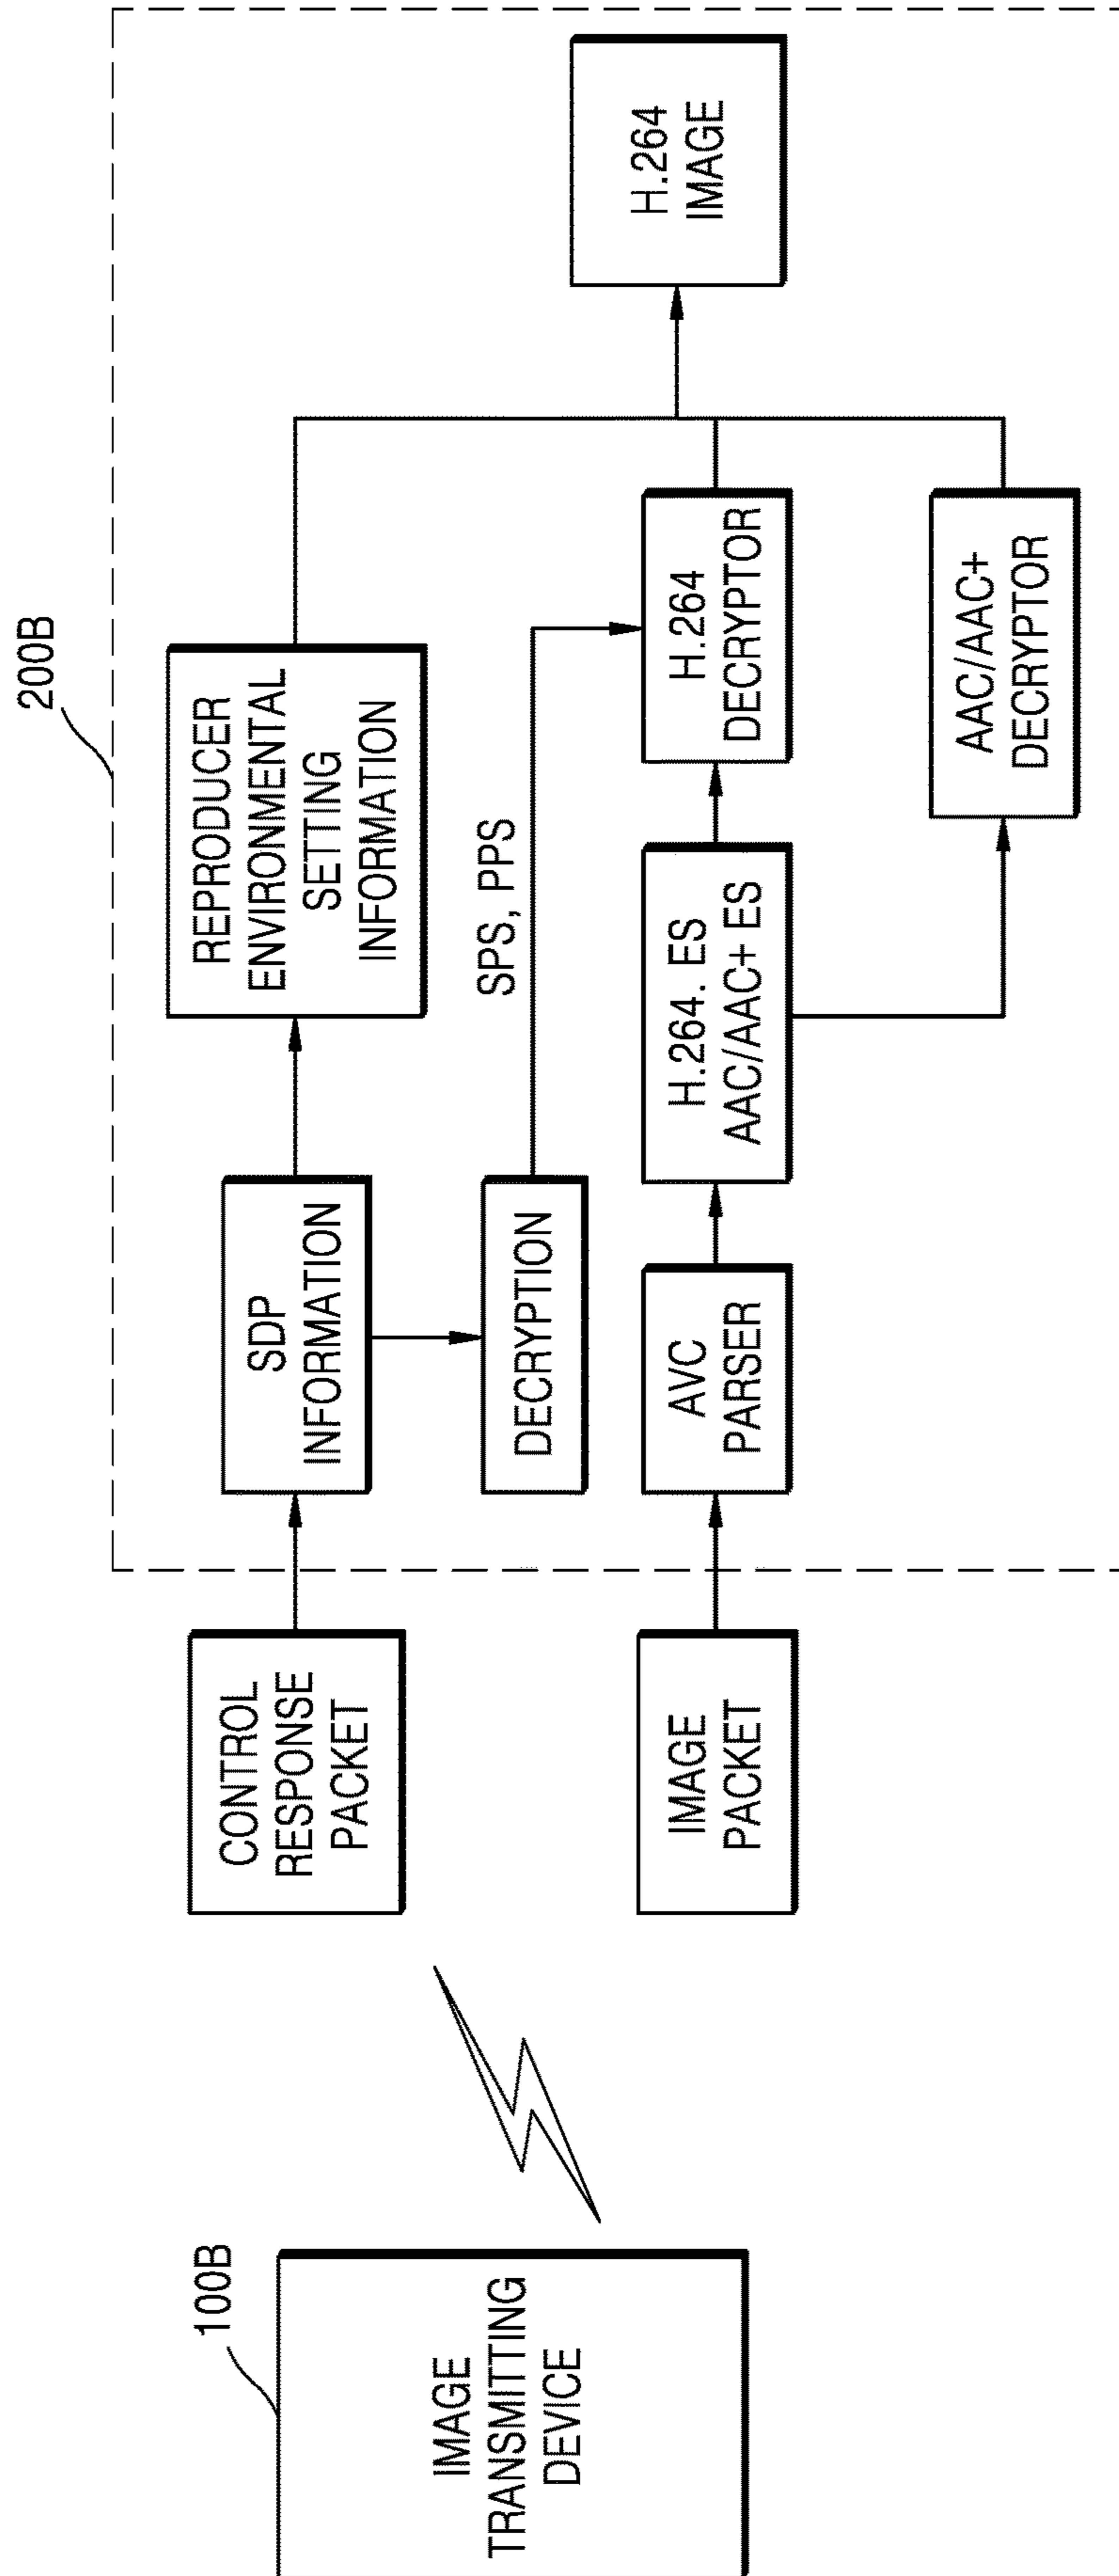 100B
IMAGE
TRANSMITTING
DEVICE
CONTROL
RESPONSE
PACKET
IMAGE
PACKET
200B
SDP
INFORMATION
REPRODUCER
ENVIRONMENTAL
SETTING
INFORMATION
DECRYPTION
SPS, PPS
AVC
PARSER
H.264. ES
AAC/AAC+ ES
H.264
DECRYPTOR
AAC/AAC+
DECRYPTOR
H.264
IMAGE